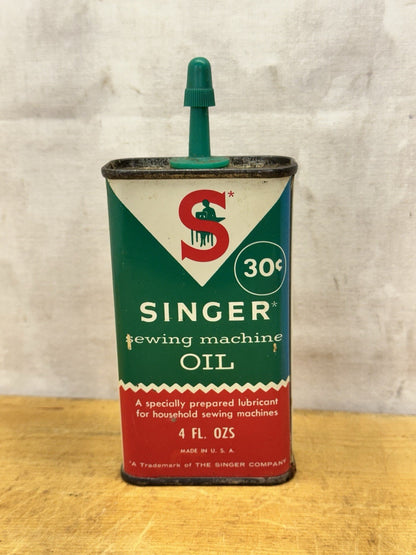 S*
30¢
SINGER*
sewing machine
OIL
A specially prepared lubricant
for household sewing machines
4 FL. OZS
MADE IN U. S. A.
*A Trademark of THE SINGER COMPANY